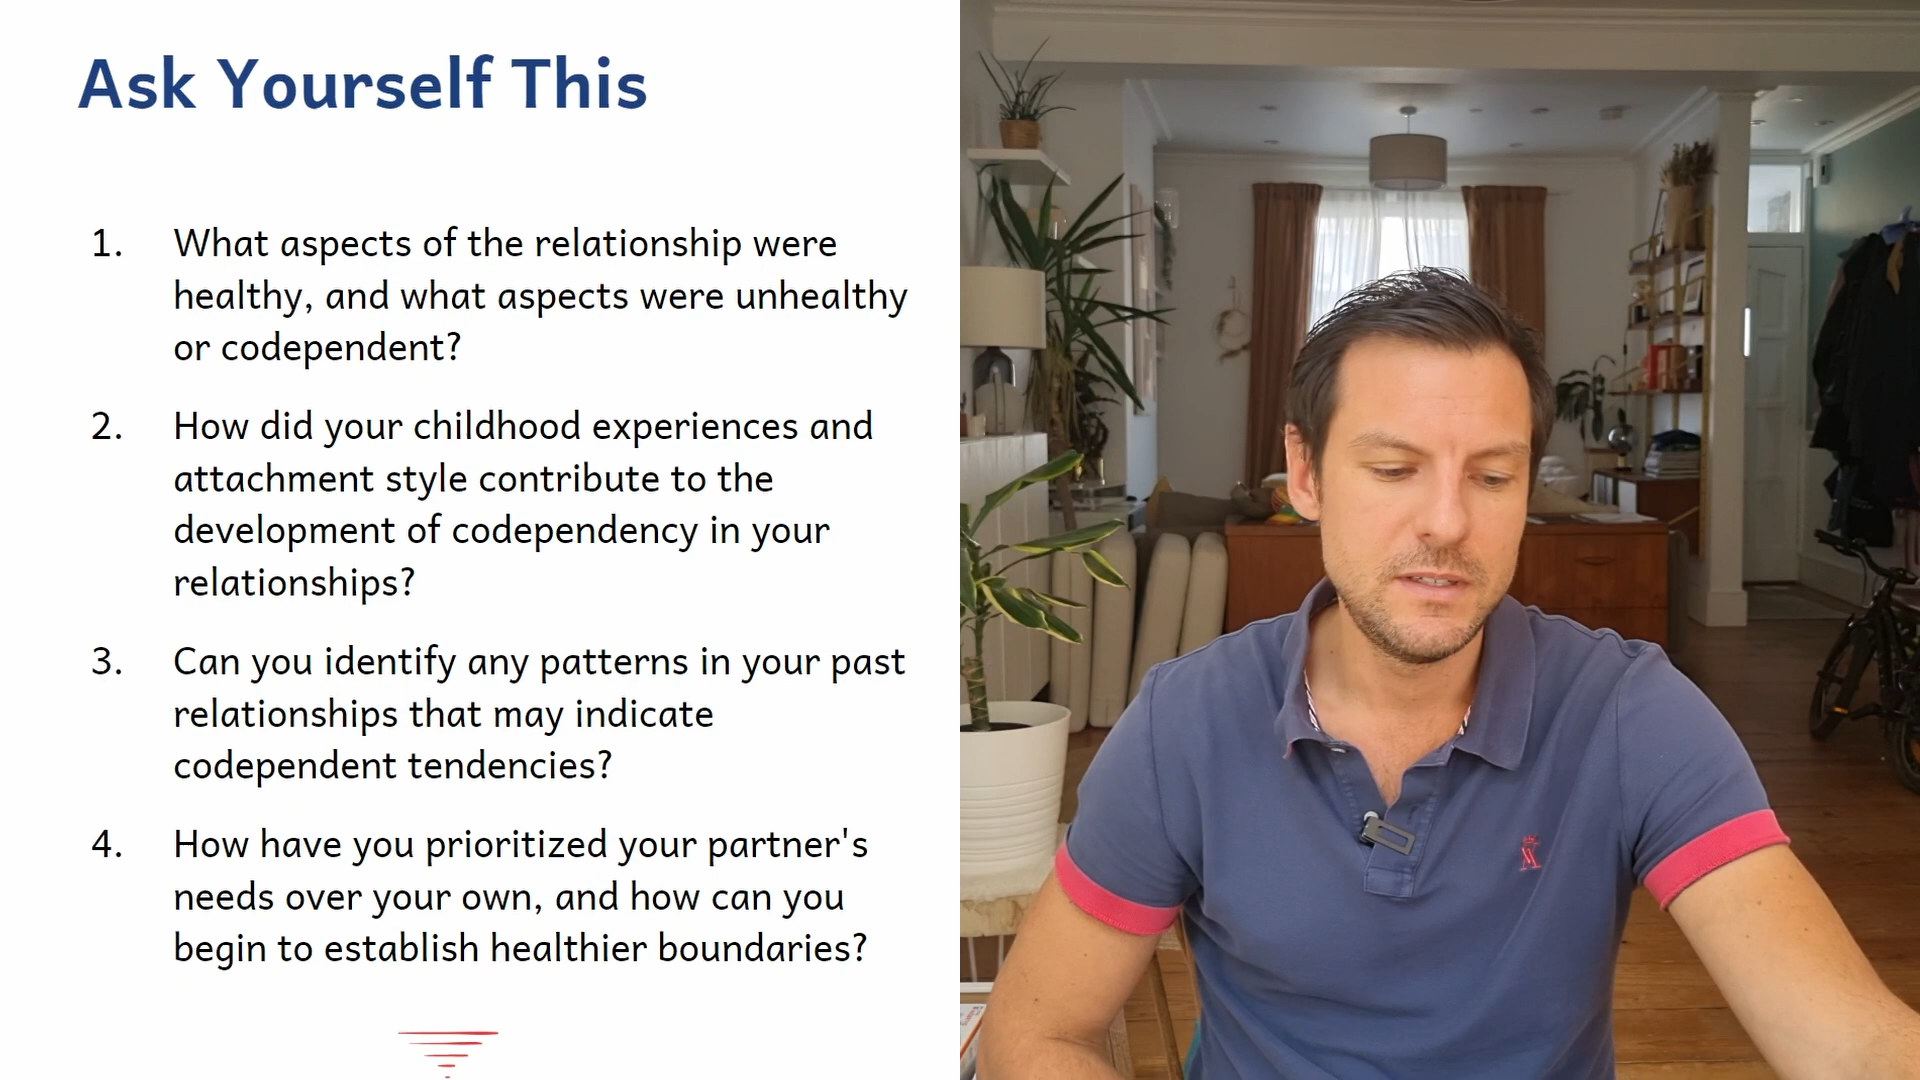 Ask Yourself This
1. What aspects of the relationship were
healthy, and what aspects were unhealthy
or codependent?
2. How did your childhood experiences and
attachment style contribute to the
development of codependency in your
relationships?
3. Can you identify any patterns in your past
relationships that may indicate
codependent tendencies?
4. How have you prioritized your partner's
needs over your own, and how can you
begin to establish healthier boundaries?